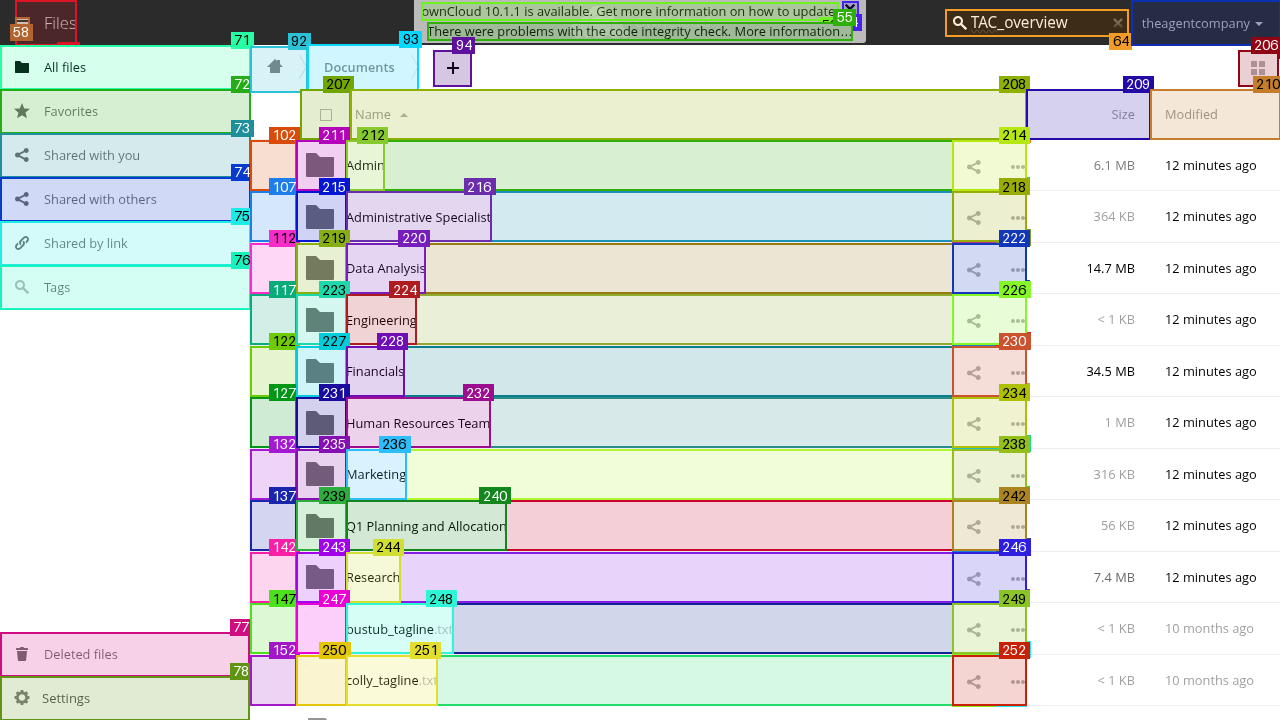 Files
ownCloud 10.1.1 is available. Get more information on how to update.
There were problems with the code integrity check. More information...
TAC_overview
theagentcompany
58
55
64
71
All files
72
Favorites
73
Shared with you
74
Shared with others
75
Shared by link
76
Tags
77
Deleted files
78
Settings
92
93
Documents
94
+
206
207
208
209
210
Name
Size
Modified
102 211 212 214
Admin
6.1 MB
12 minutes ago
107 215 216 218
Administrative Specialist
364 KB
12 minutes ago
112 219 220 222
Data Analysis
14.7 MB
12 minutes ago
117 223 224 226
Engineering
< 1 KB
12 minutes ago
122 227 228 230
Financials
34.5 MB
12 minutes ago
127 231 232 234
Human Resources Team
1 MB
12 minutes ago
132 235 236 238
Marketing
316 KB
12 minutes ago
137 239 240 242
Q1 Planning and Allocation
56 KB
12 minutes ago
142 243 244 246
Research
7.4 MB
12 minutes ago
147 247 248 249
bustub_tagline.txt
< 1 KB
10 months ago
152 250 251 252
colly_tagline.txt
< 1 KB
10 months ago